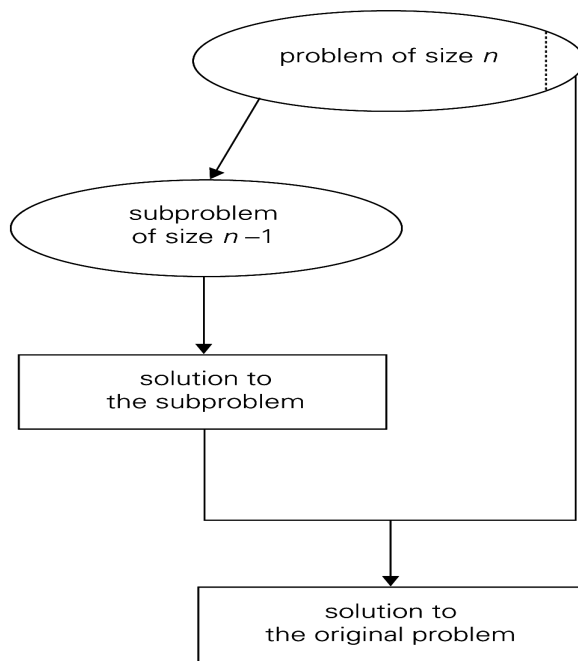 problem of size n
subproblem
of size n –1
solution to
the subproblem
solution to
the original problem